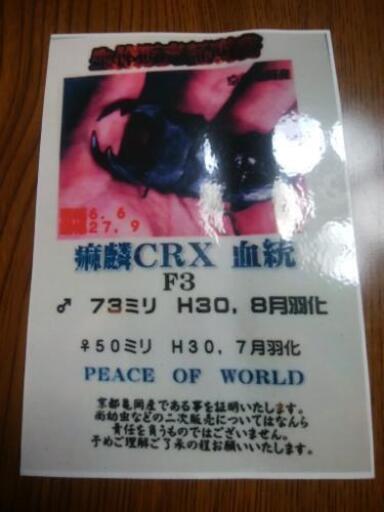 6.6
27.9
痲麟CRX 血統
F3
♂ 73ミリ H30, 8月羽化
♀50ミリ H30, 7月羽化
PEACE OF WORLD
京都亀岡産である事を証明いたします。
尚幼虫などの二次販売についてはなんら
責任を負うものではございません。
予めご理解ご了承の程お願いいたします。